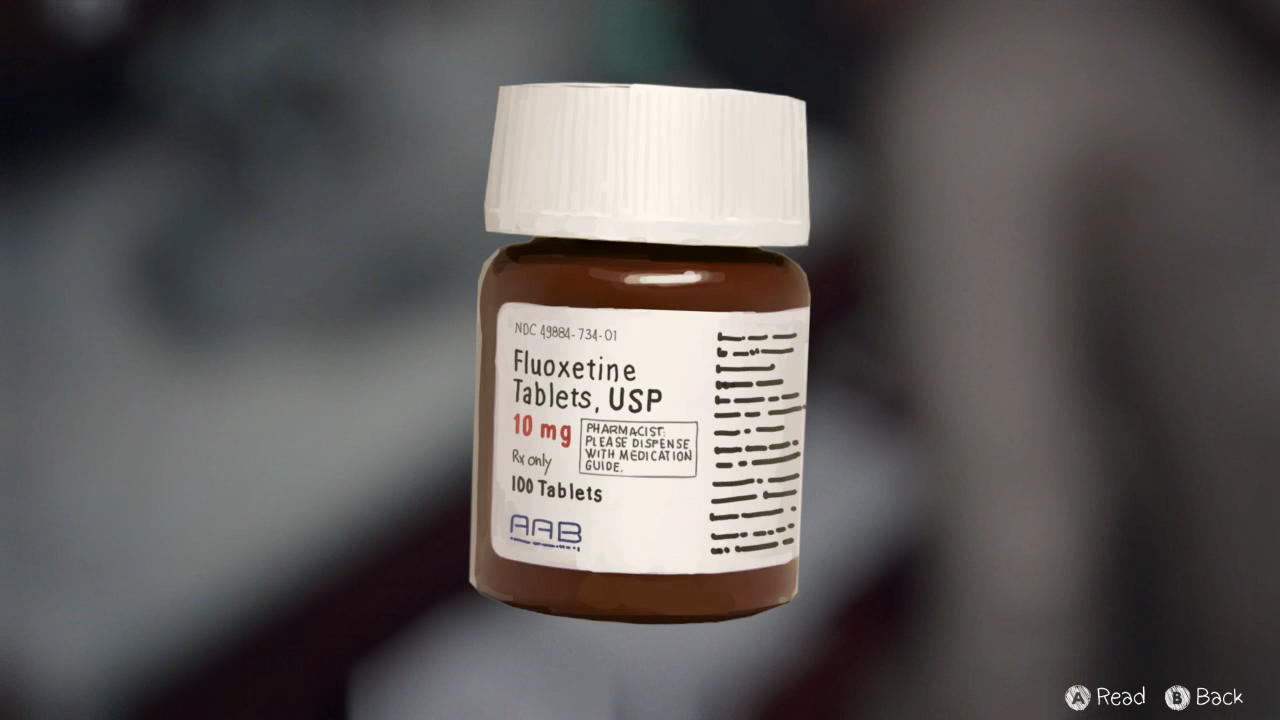 NDC 49884-734-01
Fluoxetine
Tablets, USP
10 mg
PHARMACIST:
PLEASE DISPENSE
WITH MEDICATION
GUIDE.
Rx only
100 Tablets
AAB
A Read
B Back